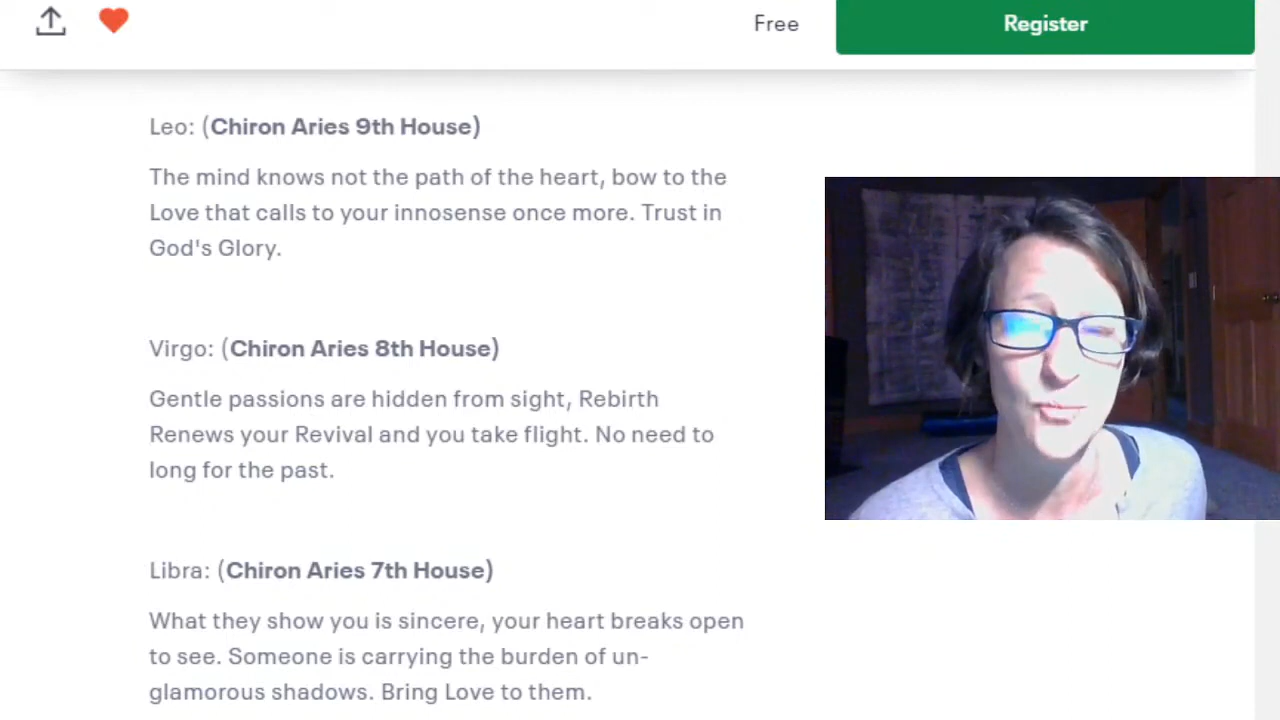 Free
Register
Leo: (Chiron Aries 9th House)
The mind knows not the path of the heart, bow to the
Love that calls to your innosense once more. Trust in
God's Glory.
Virgo: (Chiron Aries 8th House)
Gentle passions are hidden from sight, Rebirth
Renews your Revival and you take flight. No need to
long for the past.
Libra: (Chiron Aries 7th House)
What they show you is sincere, your heart breaks open
to see. Someone is carrying the burden of un-
glamorous shadows. Bring Love to them.